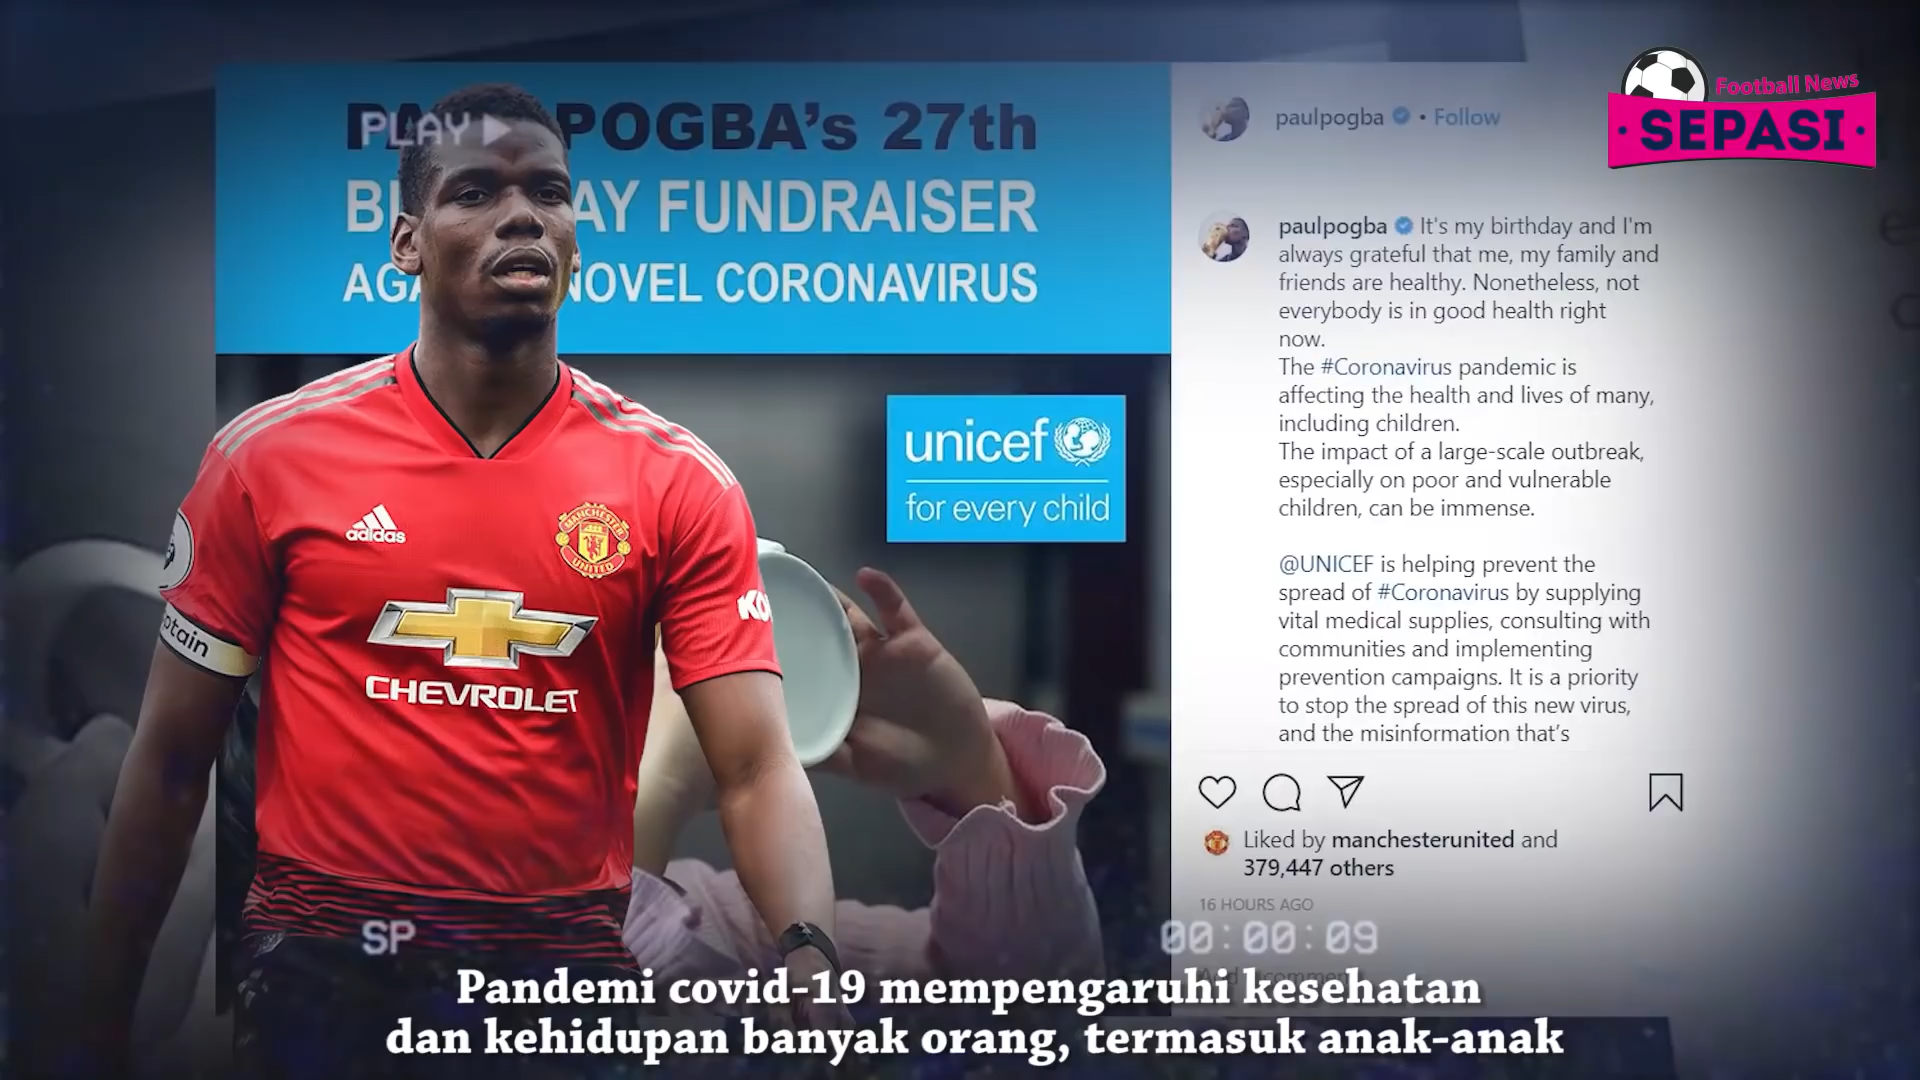 Football News
SEPASI
POGBA's 27th
PLAY
AY FUNDRAISER
NOVEL CORONAVIRUS
unicef
for every child
adidas
MANCHESTER
UNITED
CHEVROLET
paulpogba • Follow
paulpogba It's my birthday and I'm
always grateful that me, my family and
friends are healthy. Nonetheless, not
everybody is in good health right
now.
The #Coronavirus pandemic is
affecting the health and lives of many,
including children.
The impact of a large-scale outbreak,
especially on poor and vulnerable
children, can be immense.
@UNICEF is helping prevent the
spread of #Coronavirus by supplying
vital medical supplies, consulting with
communities and implementing
prevention campaigns. It is a priority
to stop the spread of this new virus,
and the misinformation that's
Liked by manchesterunited and
379,447 others
16 HOURS AGO
SP
00:00:09
Pandemi covid-19 mempengaruhi kesehatan
dan kehidupan banyak orang, termasuk anak-anak